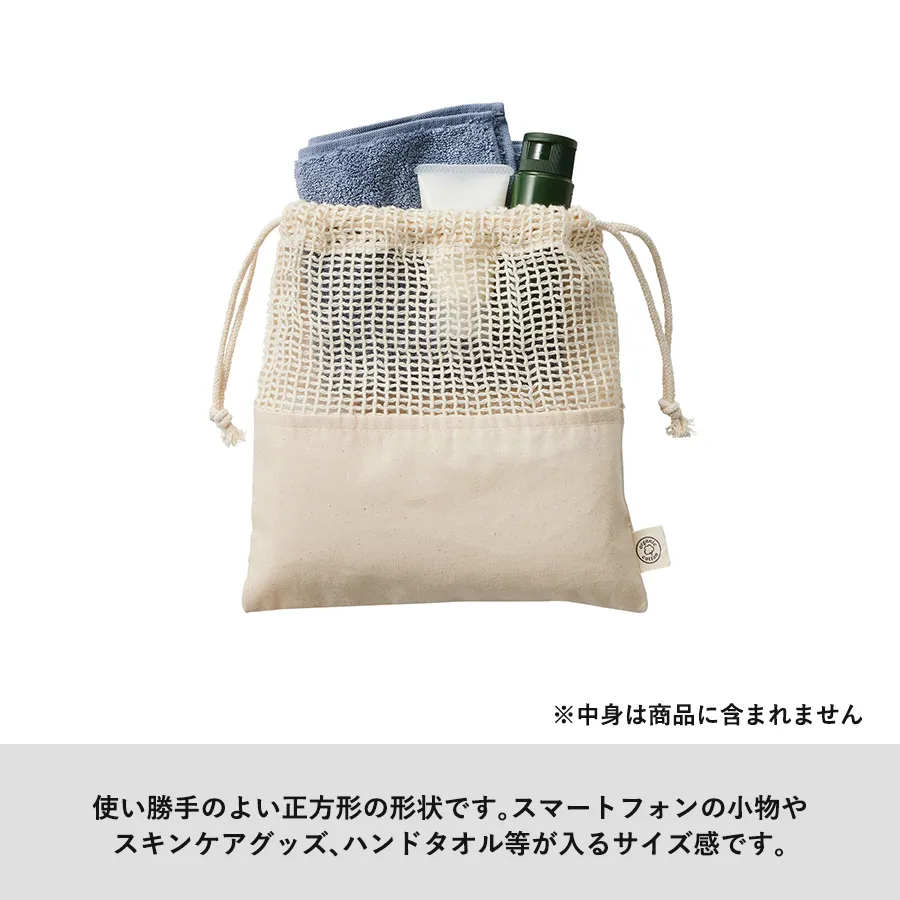 organic
cotton
※中身は商品に含まれません
使い勝手のよい正方形の形状です。スマートフォンの小物や
スキンケアグッズ、ハンドタオル等が入るサイズ感です。